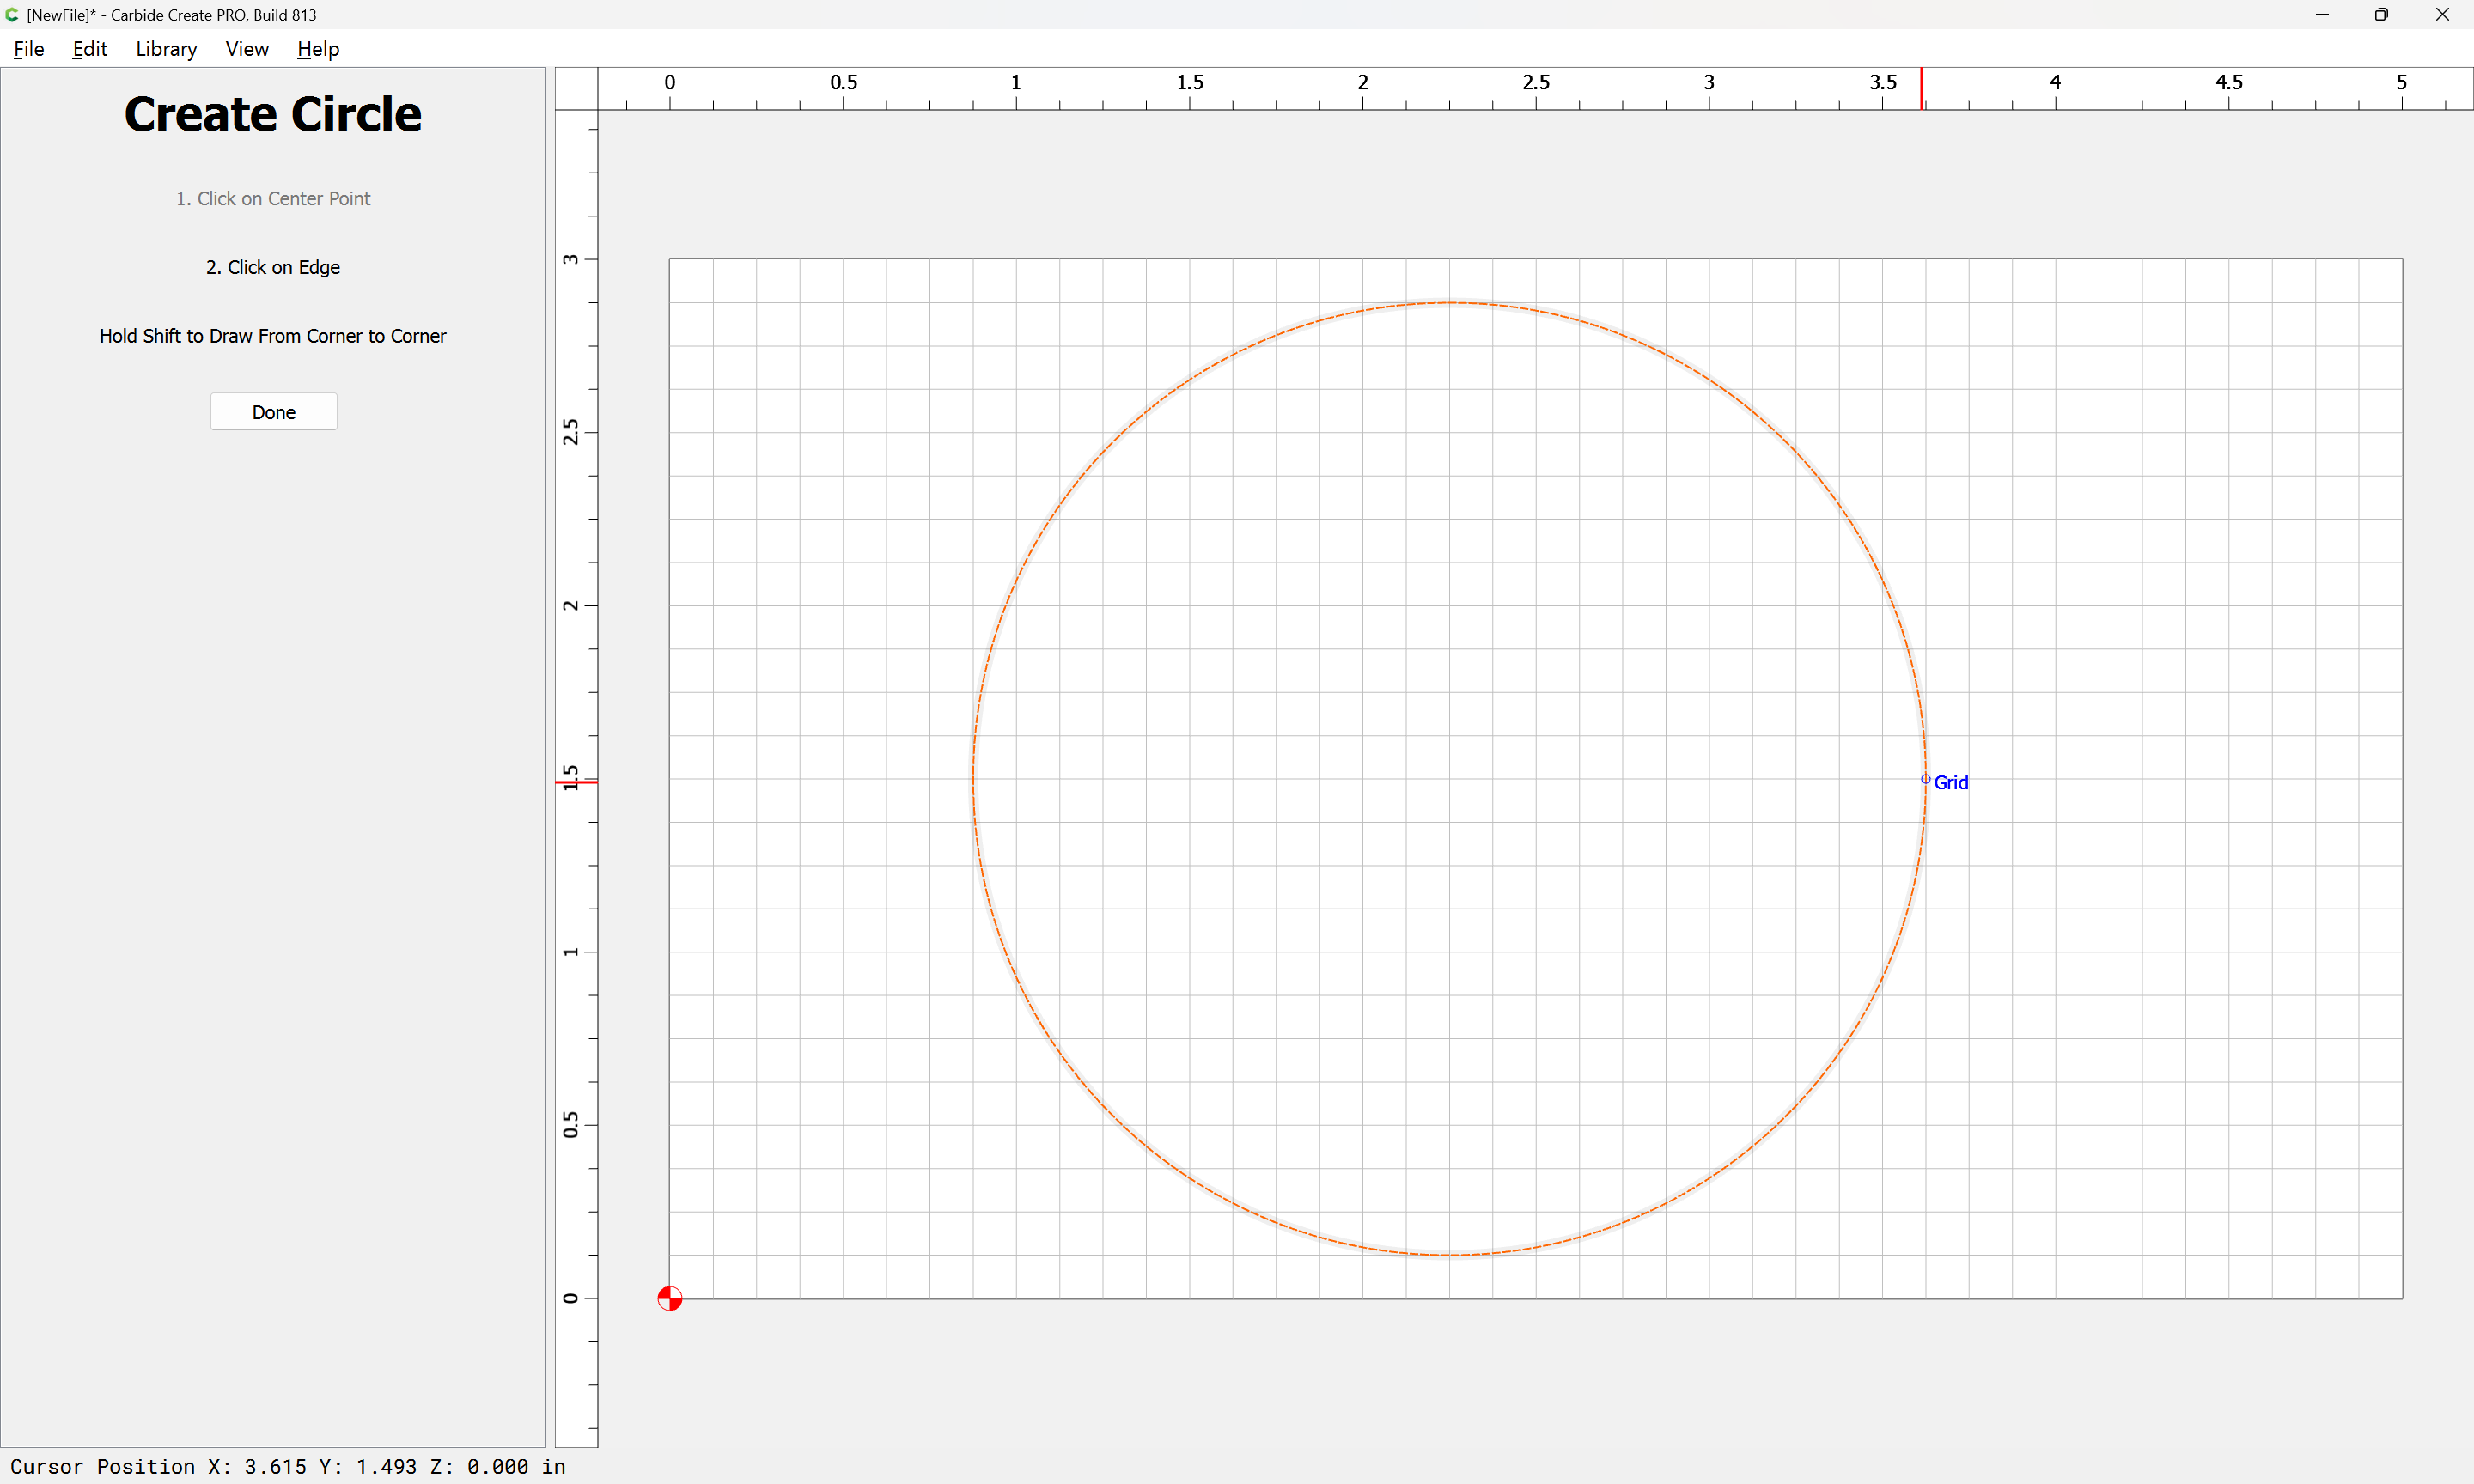 [NewFile]* - Carbide Create PRO, Build 813
File Edit Library View Help
Create Circle
1. Click on Center Point
2. Click on Edge
Hold Shift to Draw From Corner to Corner
Done
0 0.5 1 1.5 2 2.5 3 3.5 4 4.5 5
3
2.5
2
1.5
1
0.5
0
Grid
Cursor Position X: 3.615 Y: 1.493 Z: 0.000 in